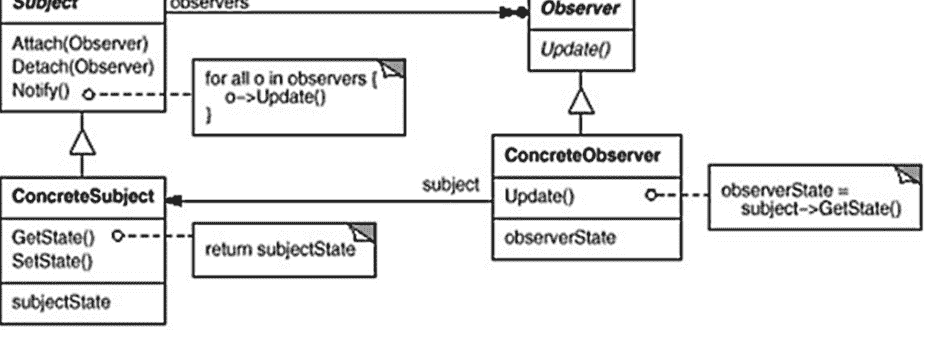 Subject
observers
Observer
Attach(Observer)
Detach(Observer)
Notify()
for all o in observers {
o->Update()
}
Update()
ConcreteSubject
GetState()
SetState()
subjectState
return subjectState
subject
ConcreteObserver
Update()
observerState
observerState =
subject->GetState()